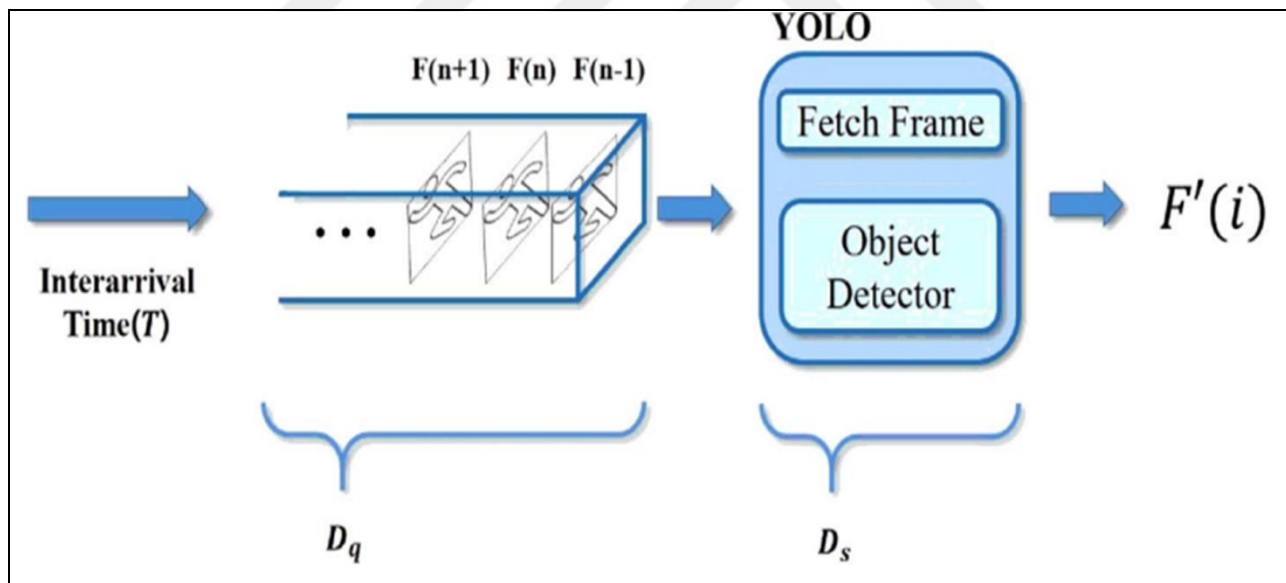 YOLO
F(n+1) F(n) F(n-1)
Fetch Frame
• • •
Object
Detector
F'(i)
Interarrival
Time(T)
D_q
D_s